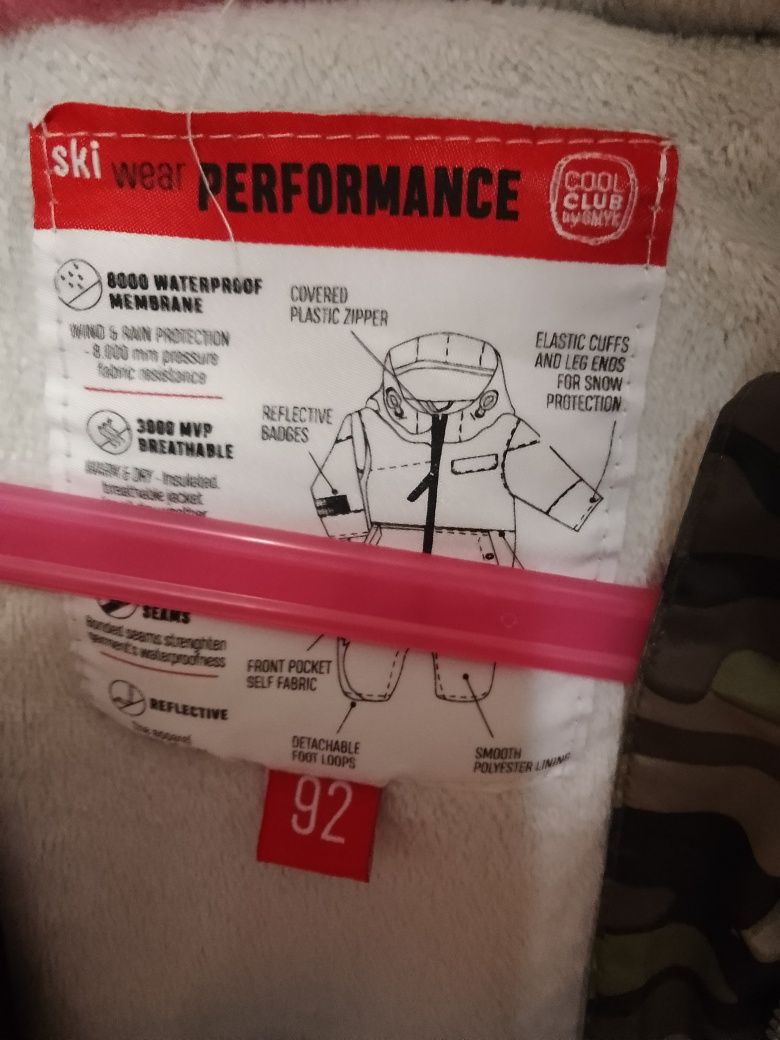 ski wear PERFORMANCE
COOL
CLUB
by SMYK
8000 WATERPROOF
MEMBRANE
WIND & RAIN PROTECTION
- 8.000 mm pressure
fabric resistance
3000 MVP
BREATHABLE
WARM & DRY - Insulated,
breathable jacket
SEAMS
Bonded seams strenghten
garment's waterproofness
REFLECTIVE
The apparel
COVERED
PLASTIC ZIPPER
REFLECTIVE
BADGES
ELASTIC CUFFS
AND LEG ENDS
FOR SNOW
PROTECTION
FRONT POCKET
SELF FABRIC
DETACHABLE
FOOT LOOPS
SMOOTH
POLYESTER LINING
92